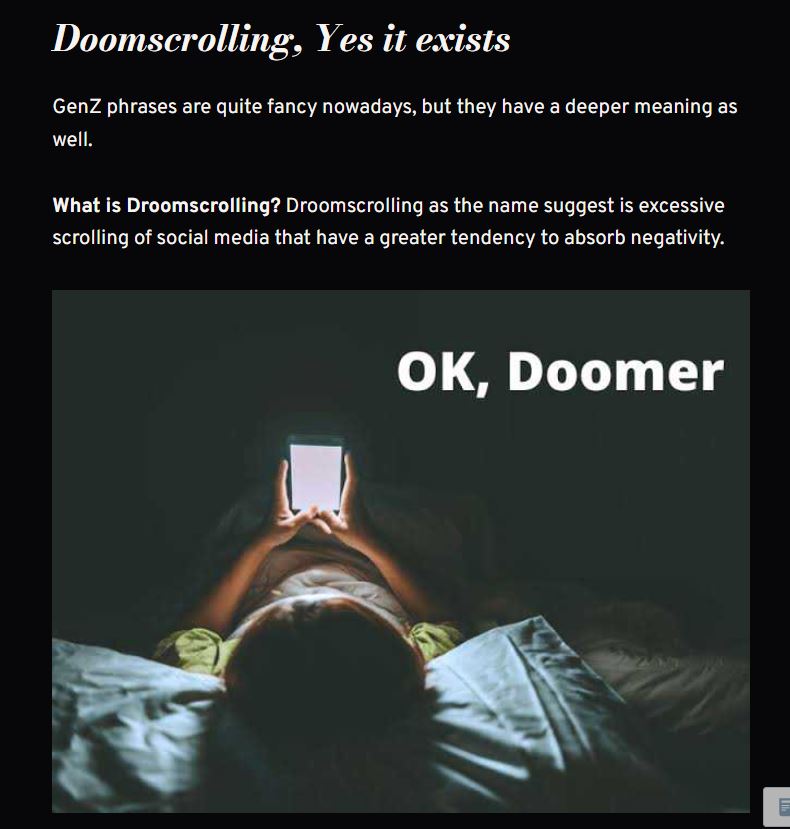 Doomscrolling, Yes it exists
GenZ phrases are quite fancy nowadays, but they have a deeper meaning as
well.
What is Droomscrolling? Droomscrolling as the name suggest is excessive
scrolling of social media that have a greater tendency to absorb negativity.
OK, Doomer